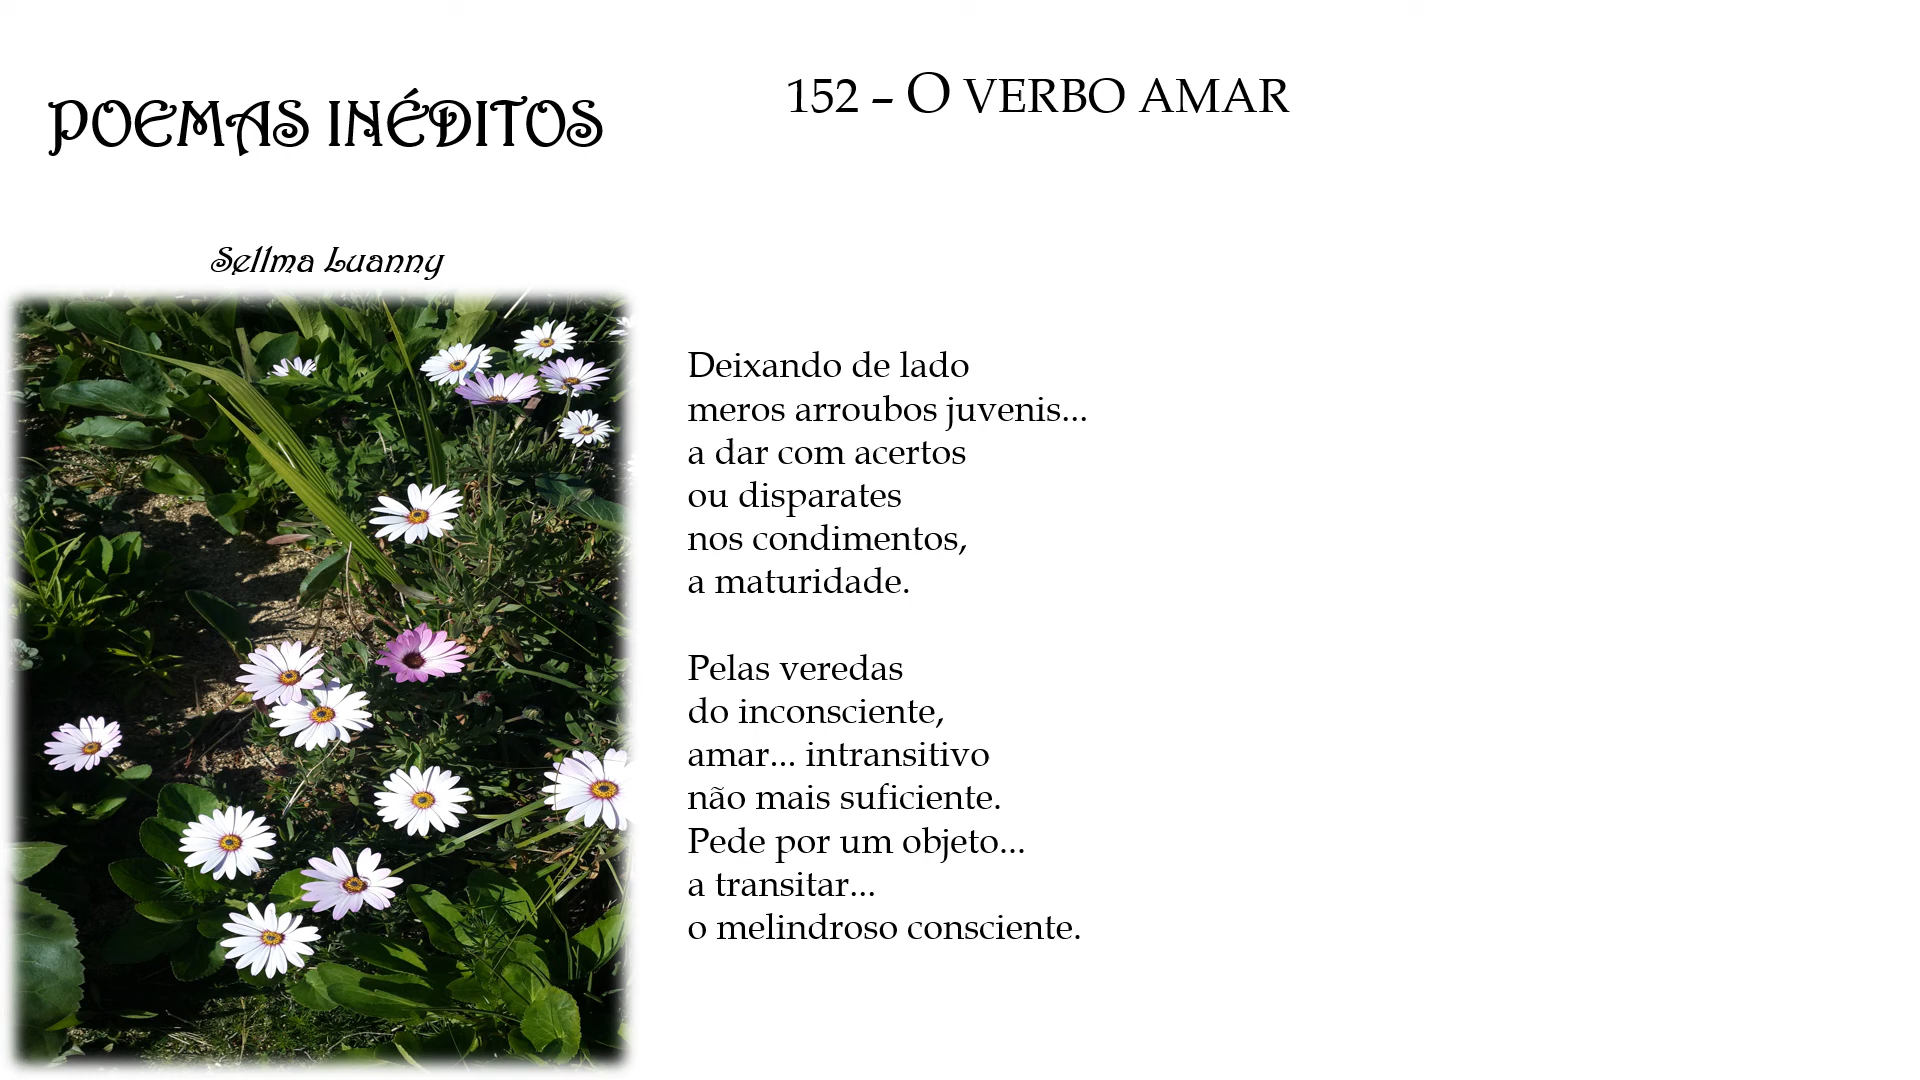 POEMAS INÉDITOS
Sellma Luanny
152 – O VERBO AMAR
Deixando de lado
meros arroubos juvenis...
a dar com acertos
ou disparates
nos condimentos,
a maturidade.
Pelas veredas
do inconsciente,
amar... intransitivo
não mais suficiente.
Pede por um objeto...
a transitar...
o melindroso consciente.